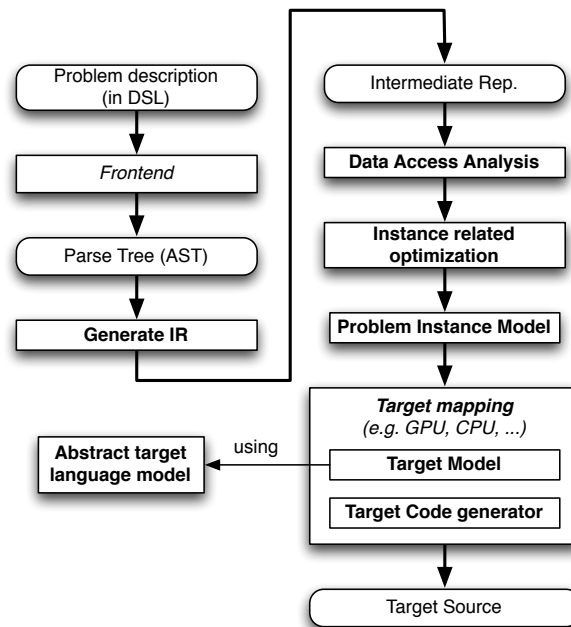 Problem description
(in DSL)
Frontend
Parse Tree (AST)
Generate IR
Intermediate Rep.
Data Access Analysis
Instance related
optimization
Problem Instance Model
Target mapping
(e.g. GPU, CPU, ...)
Target Model
Target Code generator
using
Abstract target
language model
Target Source